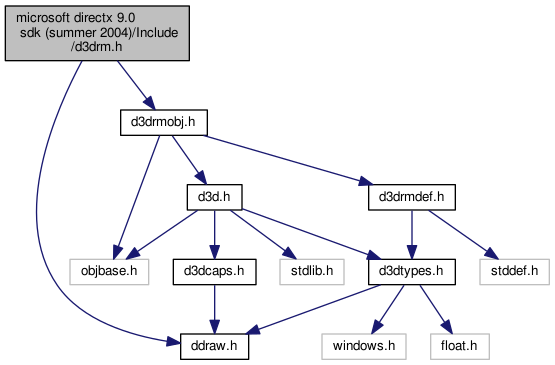 microsoft directx 9.0
sdk (summer 2004)/Include
/d3drm.h
d3drmobj.h
d3d.h
d3drmdef.h
objbase.h
d3dcaps.h
stdlib.h
d3dtypes.h
stddef.h
ddraw.h
windows.h
float.h